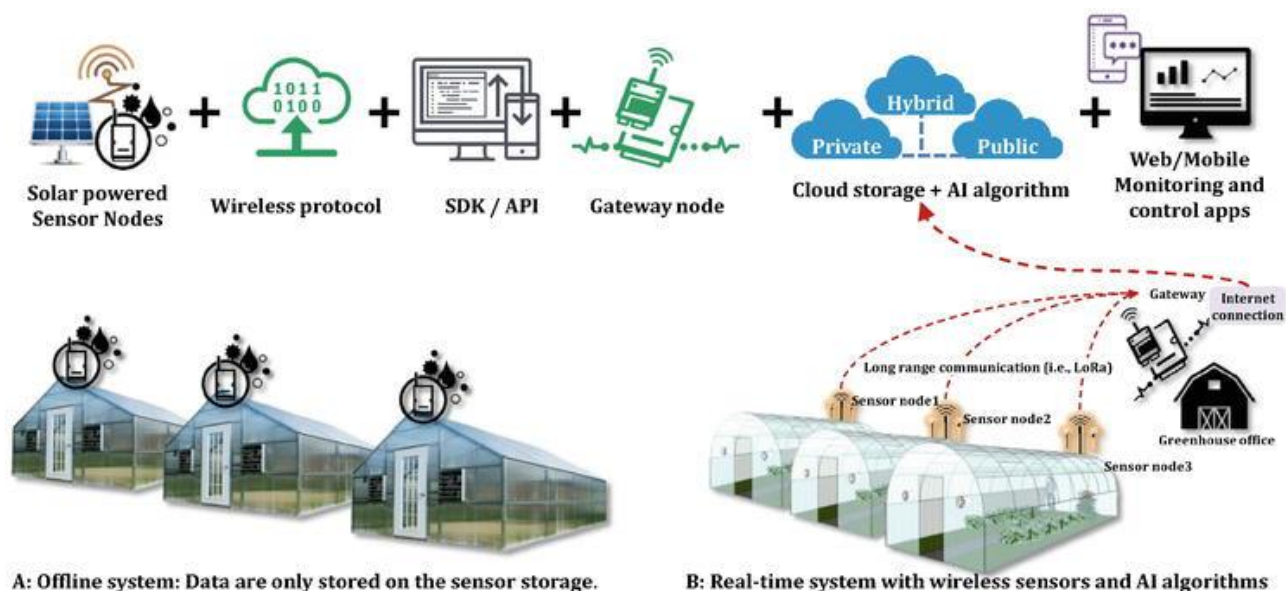 1011
0100
Hybrid
Private
Public
Solar powered
Sensor Nodes
Wireless protocol
SDK / API
Gateway node
Cloud storage + AI algorithm
Web/Mobile
Monitoring and
control apps
Gateway
Internet
connection
Long range communication (i.e., LoRa)
Sensor node1
Sensor node2
Greenhouse office
Sensor node3
A: Offline system: Data are only stored on the sensor storage.
B: Real-time system with wireless sensors and AI algorithms